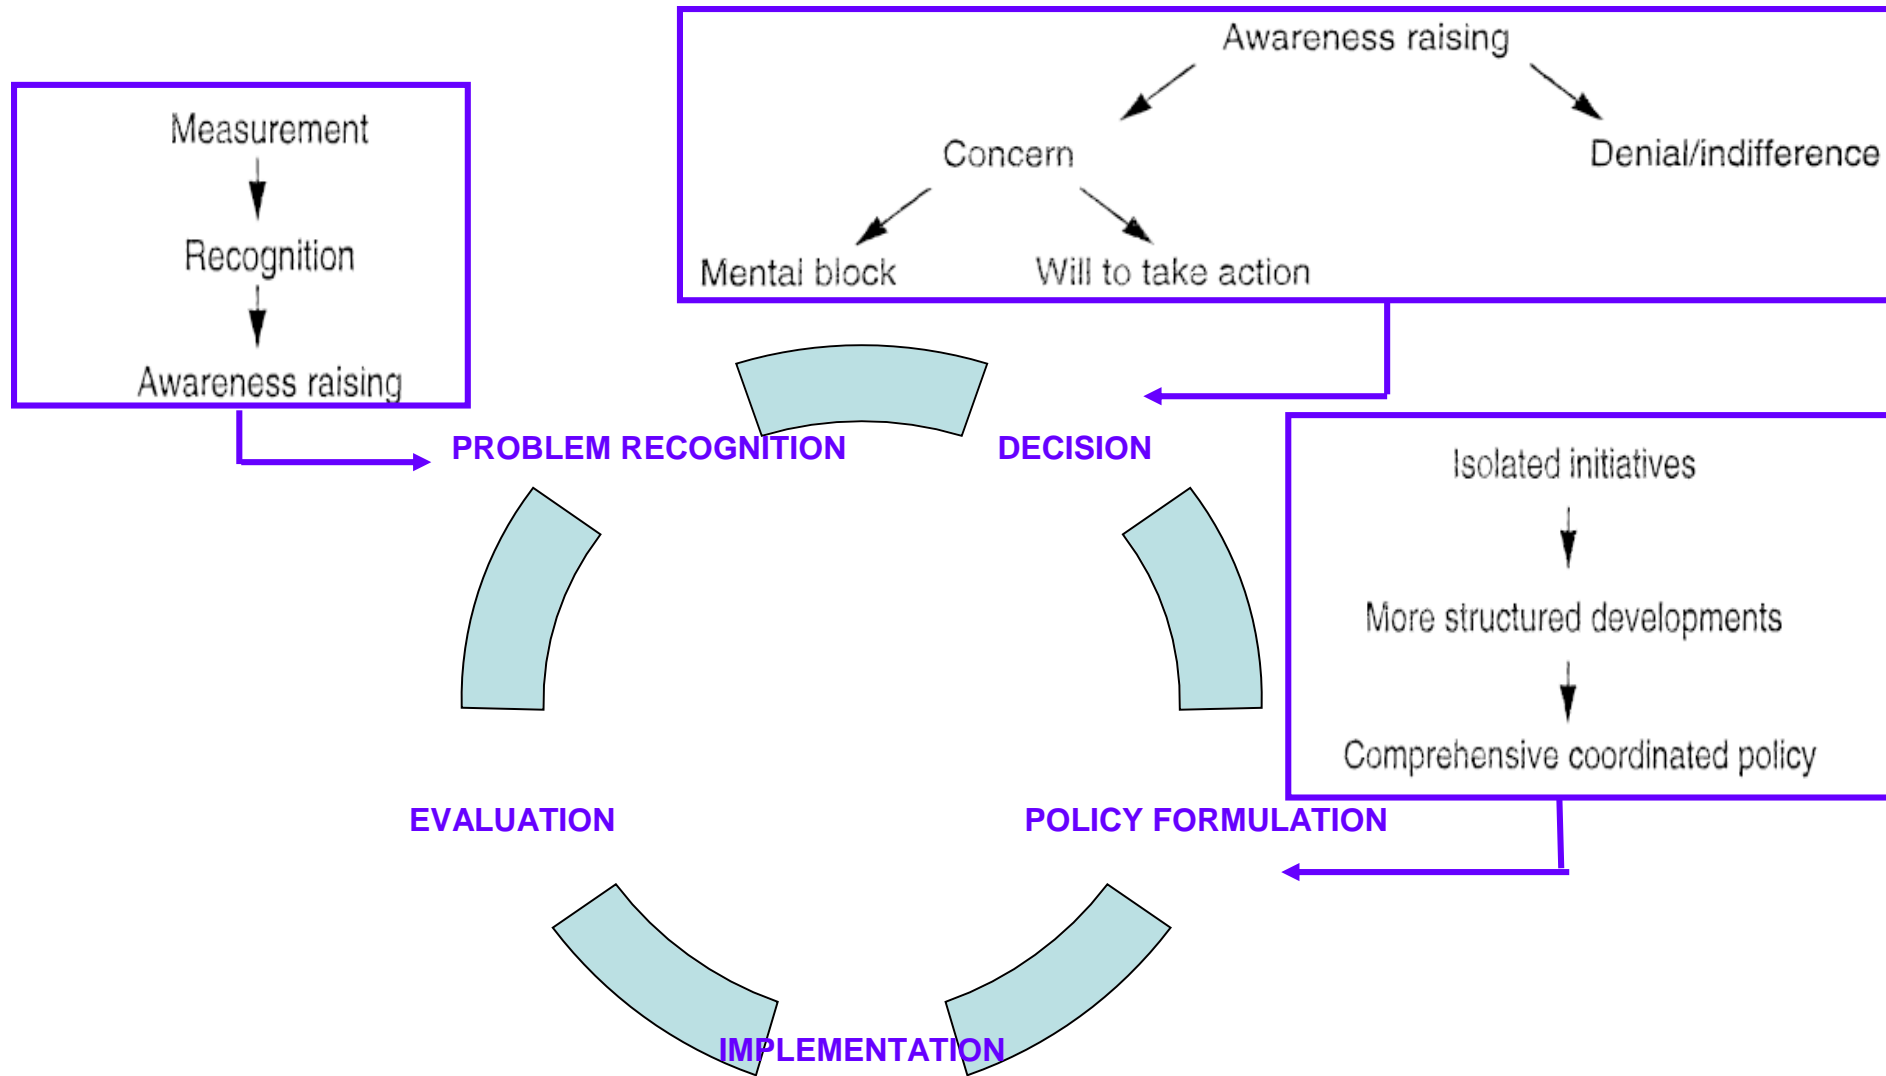 Measurement
Recognition
Awareness raising
Awareness raising
Concern
Denial/indifference
Mental block
Will to take action
PROBLEM RECOGNITION
DECISION
Isolated initiatives
More structured developments
Comprehensive coordinated policy
EVALUATION
POLICY FORMULATION
IMPLEMENTATION